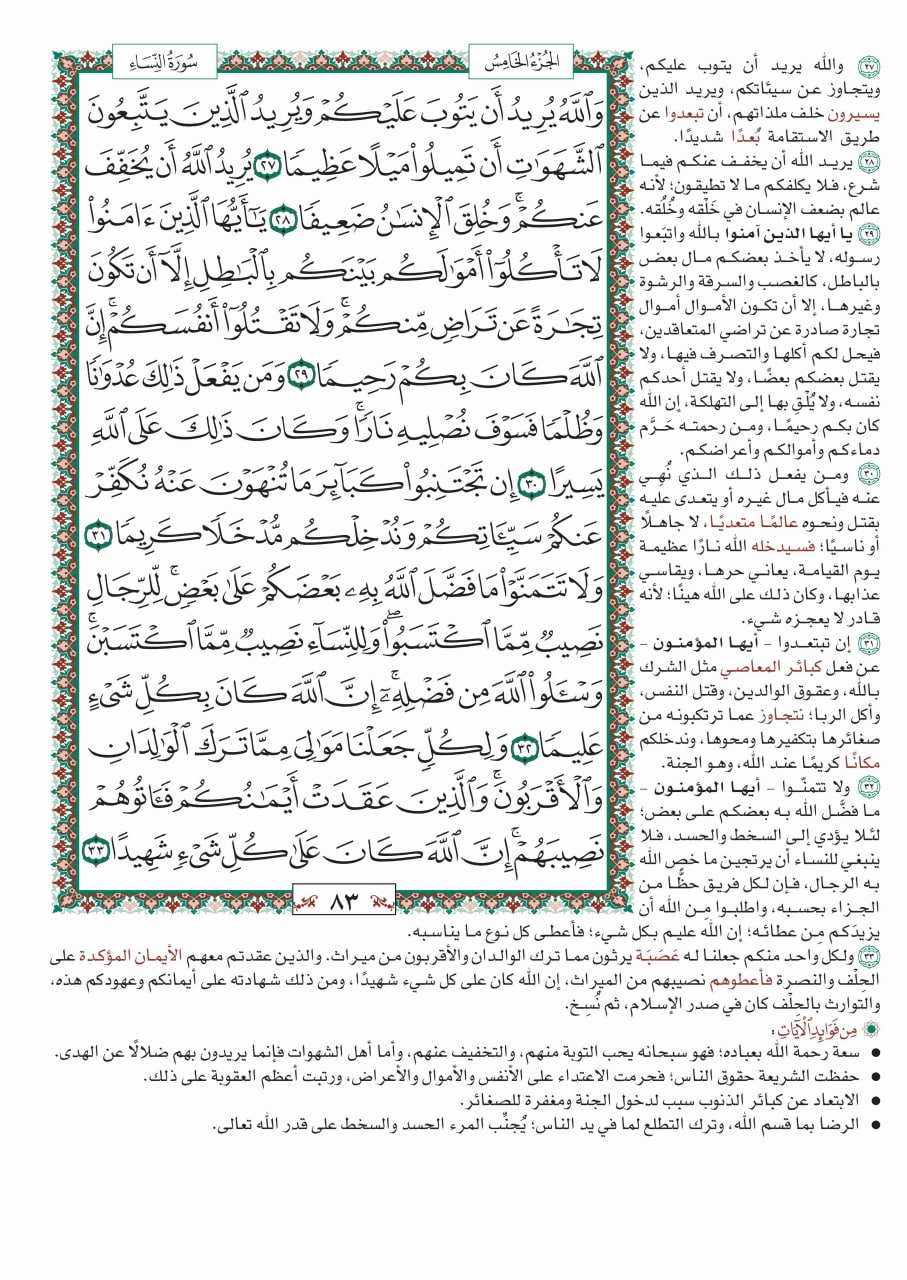 الجُزْءُ الخَامِسُ
سُورَةُ النِّسَاءِ
وَٱللَّهُ يُرِيدُ أَن يَتُوبَ عَلَيْكُمْ وَيُرِيدُ ٱلَّذِينَ يَتَّبِعُونَ
ٱلشَّهَوَٰتِ أَن تَمِيلُوا۟ مَيْلًا عَظِيمًا ٢٧ يُرِيدُ ٱللَّهُ أَن يُخَفِّفَ
عَنكُمْ ۚ وَخُلِقَ ٱلْإِنسَٰنُ ضَعِيفًا ٢٨ يَٰٓأَيُّهَا ٱلَّذِينَ ءَامَنُوا۟
لَا تَأْكُلُوٓا۟ أَمْوَٰلَكُم بَيْنَكُم بِٱلْبَٰطِلِ إِلَّآ أَن تَكُونَ
تِجَٰرَةً عَن تَرَاضٍ مِّنكُمْ ۚ وَلَا تَقْتُلُوٓا۟ أَنفُسَكُمْ ۚ إِنَّ
ٱللَّهَ كَانَ بِكُمْ رَحِيمًا ٢٩ وَمَن يَفْعَلْ ذَٰلِكَ عُدْوَٰنًا
وَظُلْمًا فَسَوْفَ نُصْلِيهِ نَارًا ۚ وَكَانَ ذَٰلِكَ عَلَى ٱللَّهِ
يَسِيرًا ٣٠ إِن تَجْتَنِبُوا۟ كَبَآئِرَ مَا تُنْهَوْنَ عَنْهُ نُكَفِّرْ
عَنكُمْ سَيِّـَٔاتِكُمْ وَنُدْخِلْكُم مُّدْخَلًا كَرِيمًا ٣١
وَلَا تَتَمَنَّوْا۟ مَا فَضَّلَ ٱللَّهُ بِهِۦ بَعْضَكُمْ عَلَىٰ بَعْضٍ ۚ لِّلرِّجَالِ
نَصِيبٌ مِّمَّا ٱكْتَسَبُوا۟ ۖ وَلِلنِّسَآءِ نَصِيبٌ مِّمَّا ٱكْتَسَبْنَ ۚ
وَسْـَٔلُوا۟ ٱللَّهَ مِن فَضْلِهِۦٓ ۗ إِنَّ ٱللَّهَ كَانَ بِكُلِّ شَىْءٍ
عَلِيمًا ٣٢ وَلِكُلٍّ جَعَلْنَا مَوَٰلِىَ مِمَّا تَرَكَ ٱلْوَٰلِدَانِ
وَٱلْأَقْرَبُونَ ۚ وَٱلَّذِينَ عَقَدَتْ أَيْمَٰنُكُمْ فَـَٔاتُوهُمْ
نَصِيبَهُمْ ۚ إِنَّ ٱللَّهَ كَانَ عَلَىٰ كُلِّ شَىْءٍ شَهِيدًا ٣٣
٨٣
٢٧ والله يريد أن يتوب عليكم،
ويتجاوز عن سيئاتكم، ويريد الذين
يسيرون خلف ملذاتهم، أن تبعدوا عن
طريق الاستقامة بُعدًا شديدًا.
٢٨ يريد الله أن يخفف عنكم فيما
شرع، فلا يكلفكم ما لا تطيقون؛ لأنه
عالم بضعف الإنسان في خَلْقه وخُلُقه.
٢٩ يا أيها الذين آمنوا بالله واتبَعوا
رسوله، لا يأخذ بعضكم مال بعض
بالباطل، كالغصب والسرقة والرشوة
وغيرها، إلا أن تكون الأموال أموال
تجارة صادرة عن تراضي المتعاقدين،
فيحل لكم أكلها والتصرف فيها، ولا
يقتل بعضكم بعضًا، ولا يقتل أحدكم
نفسه، ولا يُلْقِ بها إلى التهلكة، إن الله
كان بكم رحيمًا، ومن رحمته حَرَّم
دماءكم وأموالكم وأعراضكم.
٣٠ ومن يفعل ذلك الذي نُهي
عنه فيأكل مال غيره أو يتعدى عليه
بقتل ونحوه عالمًا متعديًا، لا جاهلًا
أو ناسيًا؛ فسيدخله الله نارًا عظيمة
يوم القيامة، يعاني حرها، ويقاسي
عذابها، وكان ذلك على الله هينًا؛ لأنه
قادر لا يعجزه شيء.
٣١ إن تبتعدوا - أيها المؤمنون -
عن فعل كبائر المعاصي مثل الشرك
بالله، وعقوق الوالدين، وقتل النفس،
وأكل الربا؛ نتجاوز عما ترتكبونه من
صغائرها بتكفيرها ومحوها، وندخلكم
مكانًا كريمًا عند الله، وهو الجنة.
٣٢ ولا تتمنّوا - أيها المؤمنون -
ما فضَّل الله به بعضكم على بعض؛
لئلا يؤدي إلى السخط والحسد، فلا
ينبغي للنساء أن يرتجين ما خص الله
به الرجال، فإن لكل فريق حظًّا من
الجزاء بحسبه، واطلبوا مِن الله أن
يزيدَكم مِن عطائه؛ إن الله عليم بكل شيء؛ فأعطى كل نوع ما يناسبه.
٣٣ ولكل واحد منكم جعلنا له عَصَبَة يرثون مما ترك الوالدان والأقربون من ميراث. والذين عقدتم معهم الأيمان المؤكدة على
الحِلْف والنصرة فأعطوهم نصيبهم من الميراث، إن الله كان على كل شيء شهيدًا، ومن ذلك شهادته على أيمانكم وعهودكم هذه،
والتوارث بالحلْف كان في صدر الإسلام، ثم نُسِخ.
مِن فَوَائِدِ الْآيَاتِ:
● سعة رحمة الله بعباده؛ فهو سبحانه يحب التوبة منهم، والتخفيف عنهم، وأما أهل الشهوات فإنما يريدون بهم ضلالًا عن الهدى.
● حفظت الشريعة حقوق الناس؛ فحرمت الاعتداء على الأنفس والأموال والأعراض، ورتبت أعظم العقوبة على ذلك.
● الابتعاد عن كبائر الذنوب سبب لدخول الجنة ومغفرة للصغائر.
● الرضا بما قسم الله، وترك التطلع لما في يد الناس؛ يُجنِّب المرء الحسد والسخط على قدر الله تعالى.